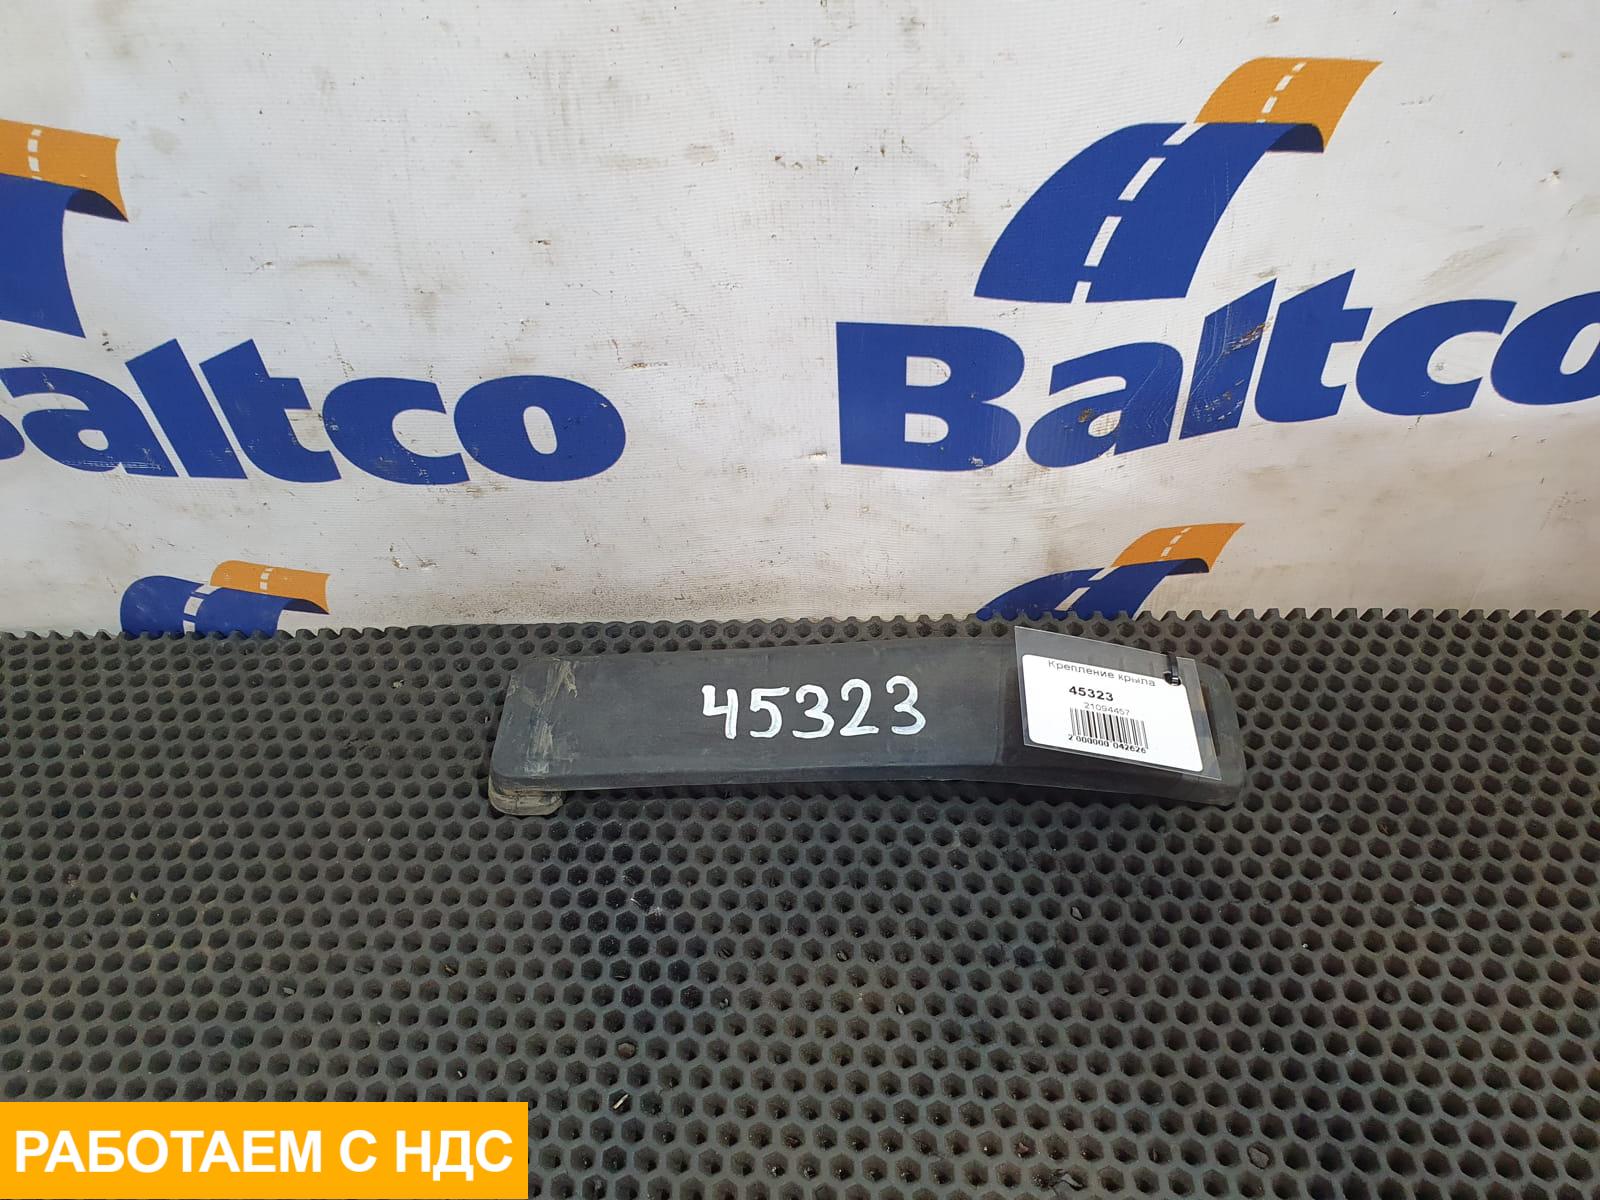 Baltco
Baltco
45323
Крепление крыла
45323
21094457
2 000000 042626
РАБОТАЕМ С НДС